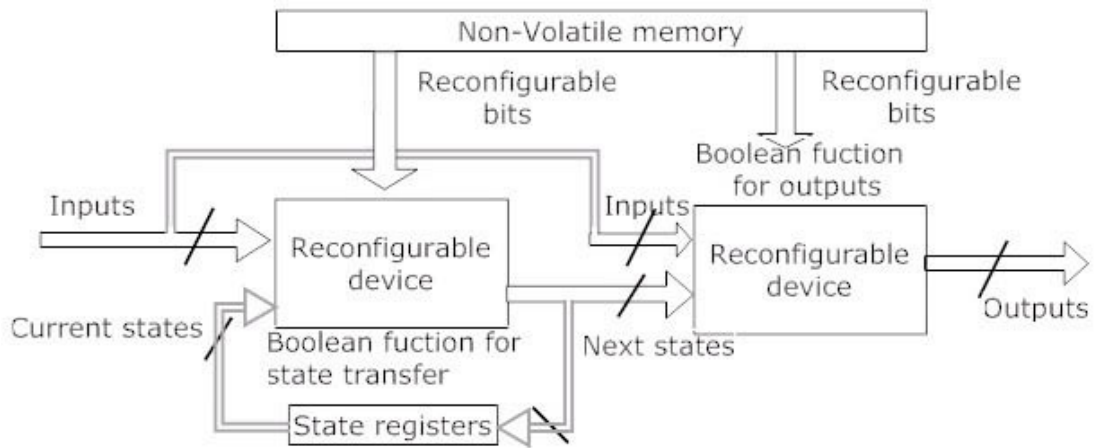 Non-Volatile memory
Reconfigurable
bits
Reconfigurable
bits
Boolean fuction
for outputs
Inputs
Inputs
Reconfigurable
device
Reconfigurable
device
Outputs
Current states
Boolean fuction for
state transfer
Next states
State registers